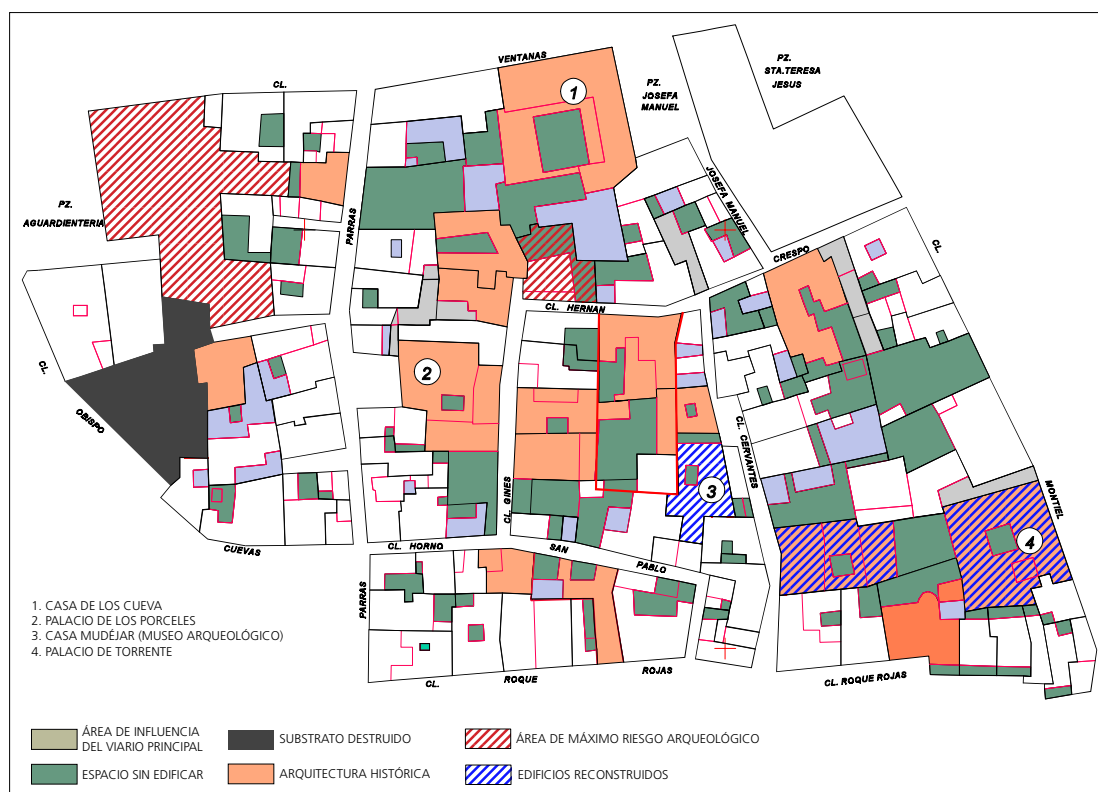 VENTANAS
CL.
PZ.
JOSEFA
MANUEL
PZ.
STA.TERESA
JESUS
1
PZ.
AGUARDIENTERIA
PARRAS
JOSEFA MANUEL
CRESPO
CL.
CL. HERNAN
CL.
OBISPO
2
CL. GINES
CL. CERVANTES
3
MONTIEL
4
CUEVAS
CL. HORNO
SAN
PABLO
PARRAS
CL.
ROQUE
ROJAS
CL. ROQUE ROJAS
1. CASA DE LOS CUEVA
2. PALACIO DE LOS PORCELES
3. CASA MUDÉJAR (MUSEO ARQUEOLÓGICO)
4. PALACIO DE TORRENTE
ÁREA DE INFLUENCIA
DEL VIARIO PRINCIPAL
SUBSTRATO DESTRUIDO
ÁREA DE MÁXIMO RIESGO ARQUEOLÓGICO
ESPACIO SIN EDIFICAR
ARQUITECTURA HISTÓRICA
EDIFICIOS RECONSTRUIDOS